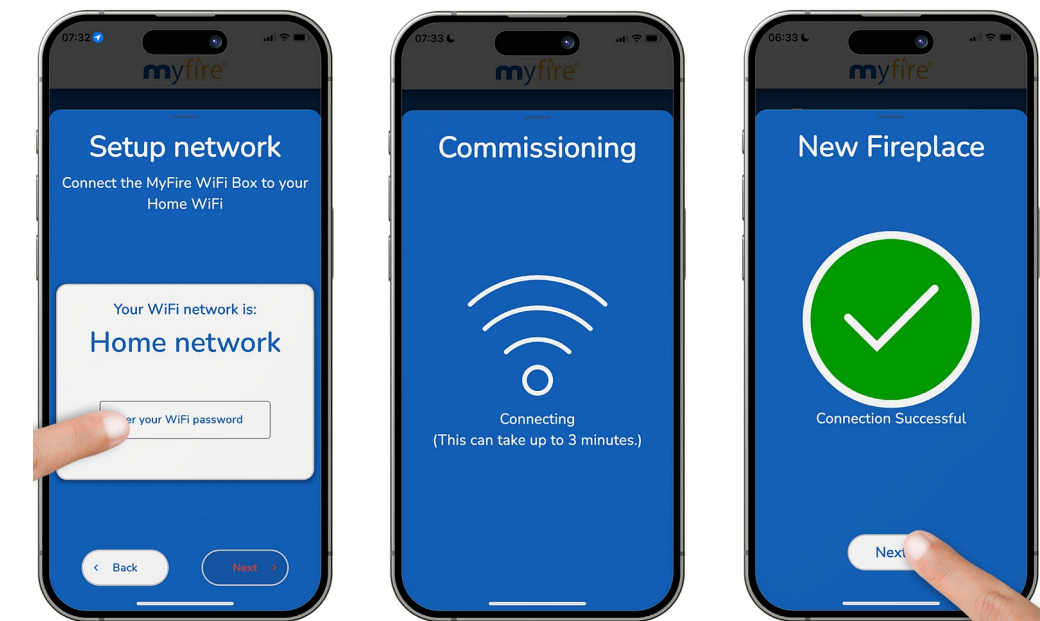 07:32
myfire®
Setup network
Connect the MyFire WiFi Box to your
Home WiFi
Your WiFi network is:
Home network
your WiFi password
Back
Next
07:33
myfire®
Commissioning
Connecting
(This can take up to 3 minutes.)
06:33
myfire®
New Fireplace
Connection Successful
Next